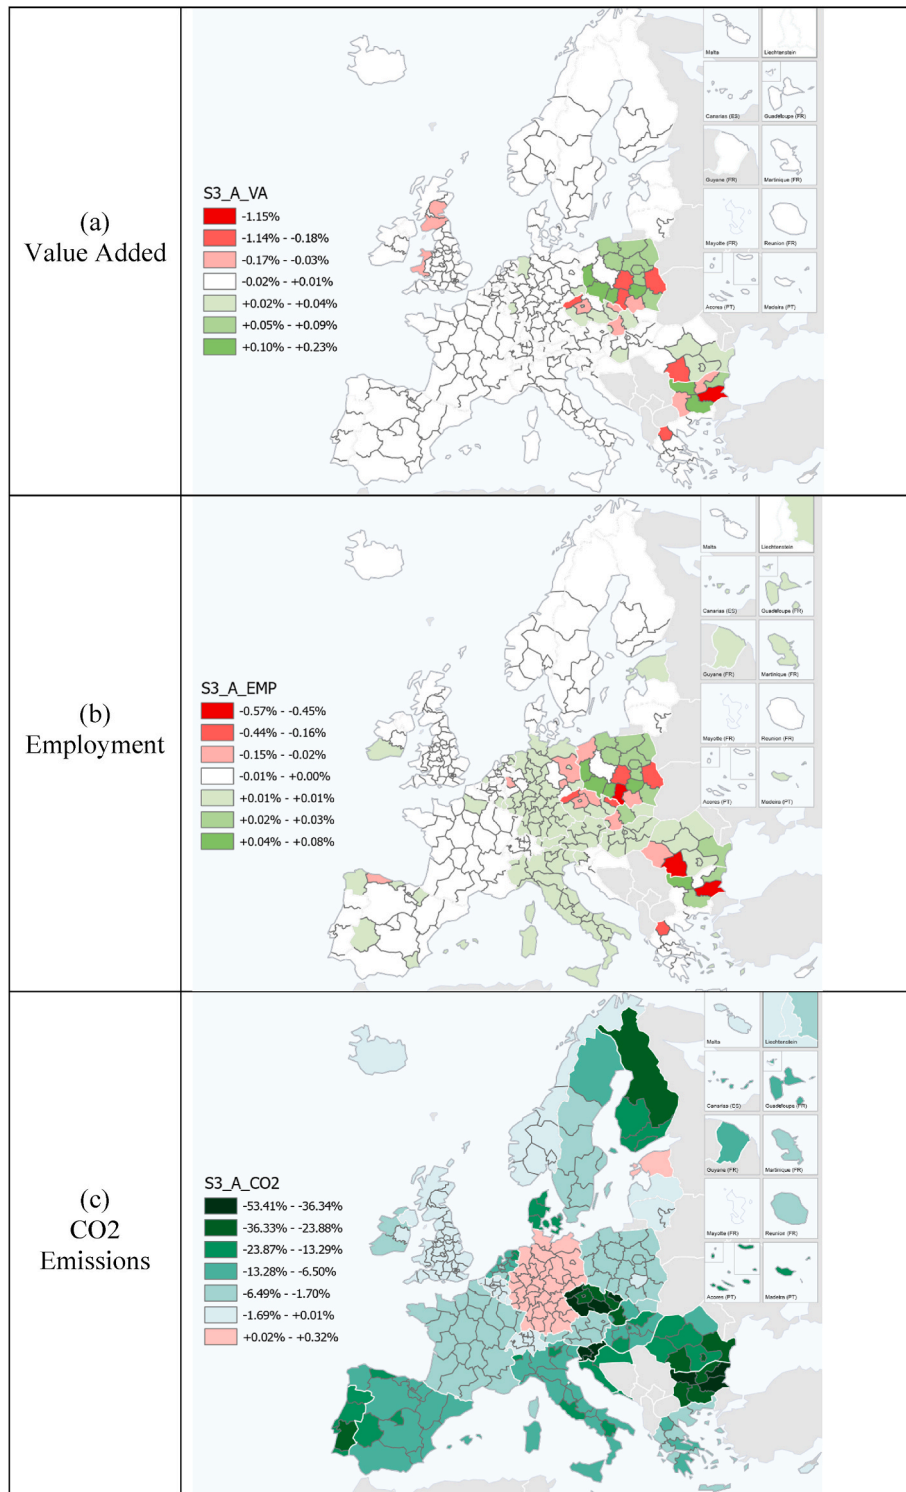 (a)
Value Added
S3_A_VA
-1.15%
-1.14% - -0.18%
-0.17% - -0.03%
-0.02% - +0.01%
+0.02% - +0.04%
+0.05% - +0.09%
+0.10% - +0.23%
Malta
Liechtenstein
Canarias (ES)
Guadeloupe (FR)
Guyane (FR)
Martinique (FR)
Mayotte (FR)
Reunion (FR)
Acores (PT)
Madeira (PT)
(b)
Employment
S3_A_EMP
-0.57% - -0.45%
-0.44% - -0.16%
-0.15% - -0.02%
-0.01% - +0.00%
+0.01% - +0.01%
+0.02% - +0.03%
+0.04% - +0.08%
Malta
Liechtenstein
Canarias (ES)
Guadeloupe (FR)
Guyane (FR)
Martinique (FR)
Mayotte (FR)
Reunion (FR)
Acores (PT)
Madeira (PT)
(c)
CO2
Emissions
S3_A_CO2
-53.41% - -36.34%
-36.33% - -23.88%
-23.87% - -13.29%
-13.28% - -6.50%
-6.49% - -1.70%
-1.69% - +0.01%
+0.02% - +0.32%
Malta
Liechtenstein
Canarias (ES)
Guadeloupe (FR)
Guyane (FR)
Martinique (FR)
Mayotte (FR)
Reunion (FR)
Acores (PT)
Madeira (PT)